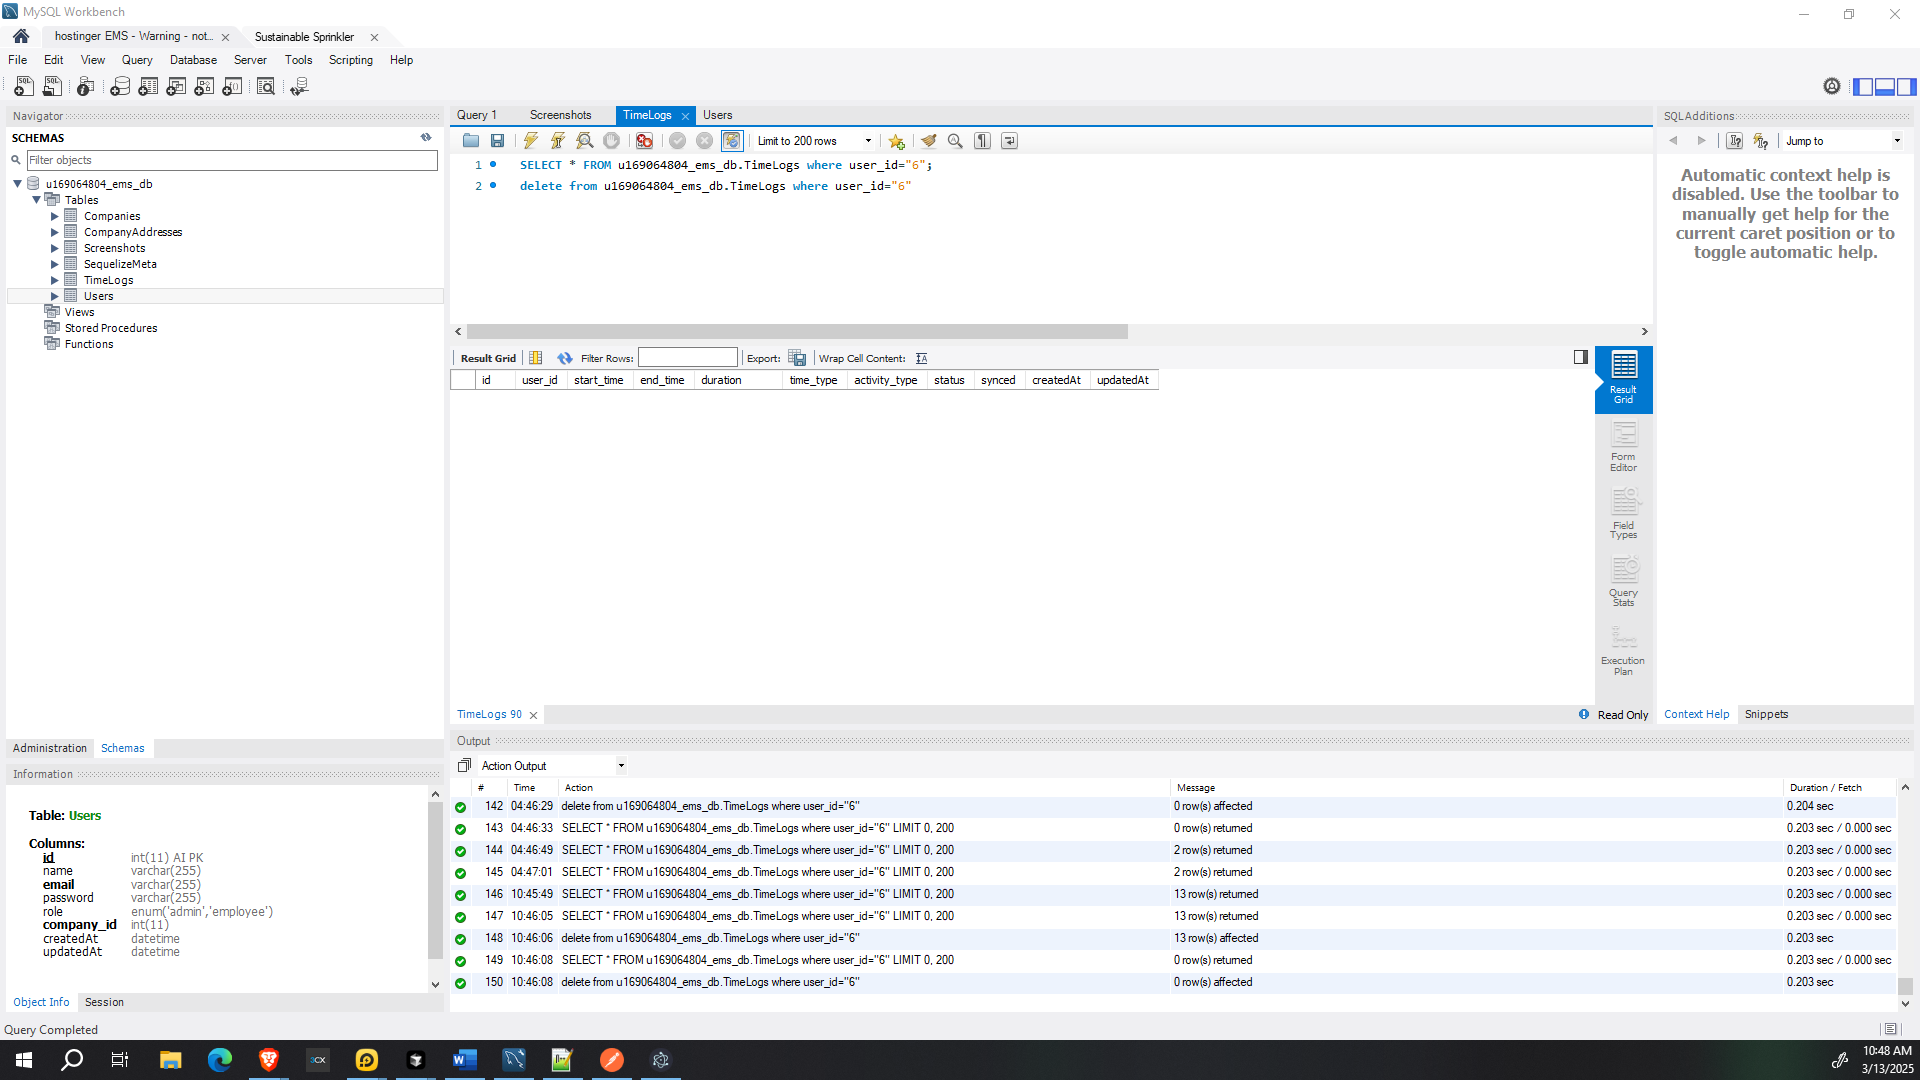 MySQL Workbench
hostinger EMS - Warning - not...
Sustainable Sprinkler
File Edit View Query Database Server Tools Scripting Help
Navigator
SCHEMAS
Filter objects
u169064804_ems_db
Tables
Companies
CompanyAddresses
Screenshots
SequelizeMeta
TimeLogs
Users
Views
Stored Procedures
Functions
Administration Schemas
Information
Table: Users
Columns:
id int(11) AI PK
name varchar(255)
email varchar(255)
password varchar(255)
role enum('admin','employee')
company_id int(11)
createdAt datetime
updatedAt datetime
Object Info Session
Query Completed
Query 1 Screenshots TimeLogs Users
Limit to 200 rows
1 SELECT * FROM u169064804_ems_db.TimeLogs where user_id="6";
2 delete from u169064804_ems_db.TimeLogs where user_id="6"
Result Grid Filter Rows: Export: Wrap Cell Content:
id user_id start_time end_time duration time_type activity_type status synced createdAt updatedAt
Result Grid
Form Editor
Field Types
Query Stats
Execution Plan
TimeLogs 90
Read Only
SQLAdditions
Jump to
Automatic context help is
disabled. Use the toolbar to
manually get help for the
current caret position or to
toggle automatic help.
Context Help Snippets
Output
Action Output
# Time Action Message Duration / Fetch
142 04:46:29 delete from u169064804_ems_db.TimeLogs where user_id="6" 0 row(s) affected 0.204 sec
143 04:46:33 SELECT * FROM u169064804_ems_db.TimeLogs where user_id="6" LIMIT 0, 200 0 row(s) returned 0.203 sec / 0.000 sec
144 04:46:49 SELECT * FROM u169064804_ems_db.TimeLogs where user_id="6" LIMIT 0, 200 2 row(s) returned 0.203 sec / 0.000 sec
145 04:47:01 SELECT * FROM u169064804_ems_db.TimeLogs where user_id="6" LIMIT 0, 200 2 row(s) returned 0.203 sec / 0.000 sec
146 10:45:49 SELECT * FROM u169064804_ems_db.TimeLogs where user_id="6" LIMIT 0, 200 13 row(s) returned 0.203 sec / 0.000 sec
147 10:46:05 SELECT * FROM u169064804_ems_db.TimeLogs where user_id="6" LIMIT 0, 200 13 row(s) returned 0.203 sec / 0.000 sec
148 10:46:06 delete from u169064804_ems_db.TimeLogs where user_id="6" 13 row(s) affected 0.203 sec
149 10:46:08 SELECT * FROM u169064804_ems_db.TimeLogs where user_id="6" LIMIT 0, 200 0 row(s) returned 0.203 sec / 0.000 sec
150 10:46:08 delete from u169064804_ems_db.TimeLogs where user_id="6" 0 row(s) affected 0.203 sec
10:48 AM
3/13/2025